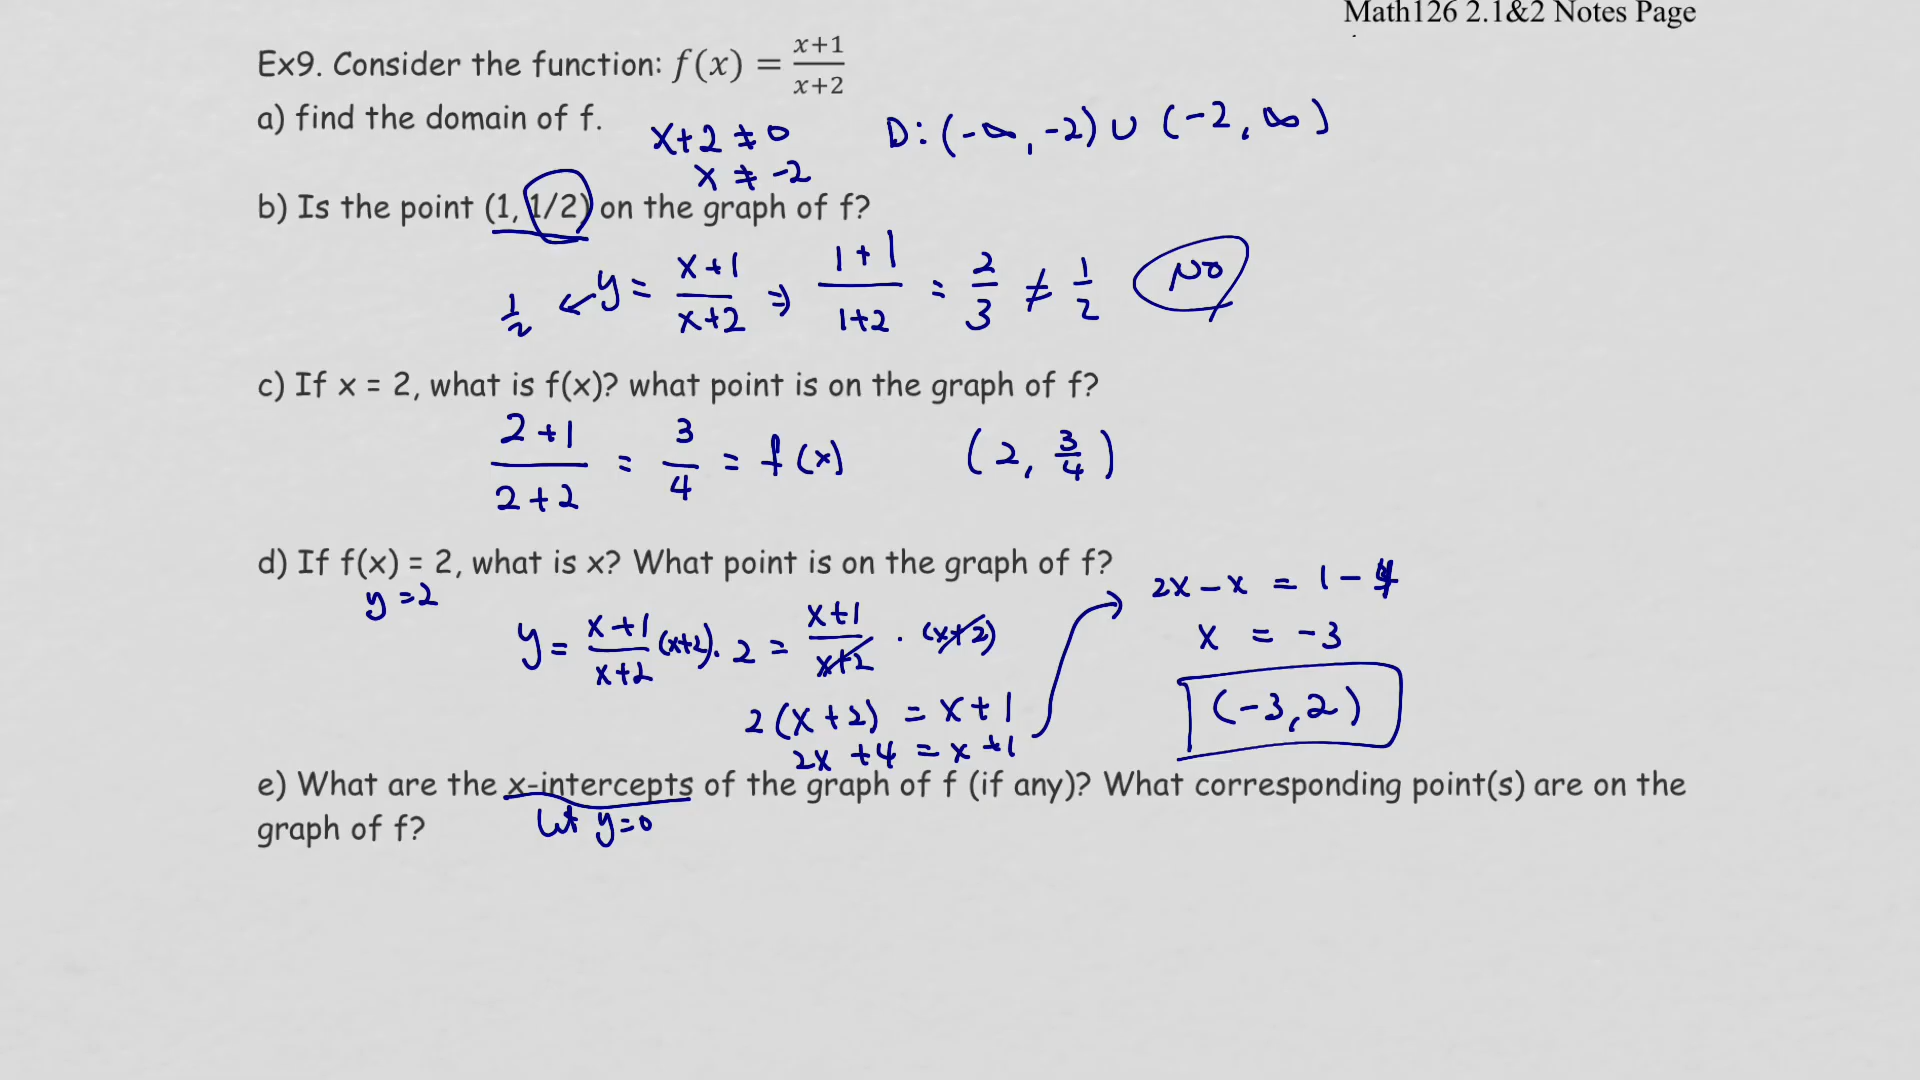 Math126 2.1&2 Notes Page
Ex9. Consider the function: f(x) = (x+1)/(x+2)
a) find the domain of f.
x+2 ≠ 0 D: (-∞, -2) ∪ (-2, ∞)
x ≠ -2
b) Is the point (1, 1/2) on the graph of f?
1/2 ← y = (x+1)/(x+2) ⇒ (1+1)/(1+2) = 2/3 ≠ 1/2 NO
c) If x = 2, what is f(x)? what point is on the graph of f?
(2+1)/(2+2) = 3/4 = f(x) (2, 3/4)
d) If f(x) = 2, what is x? What point is on the graph of f?
y = 2
y = (x+1)/(x+2) (x+2) · 2 = (x+1)/(x+2) · (x+2)
2(x+2) = x+1
2x + 4 = x + 1
2x - x = 1 - 4
x = -3
(-3, 2)
e) What are the x-intercepts of the graph of f (if any)? What corresponding point(s) are on the
graph of f?
let y=0